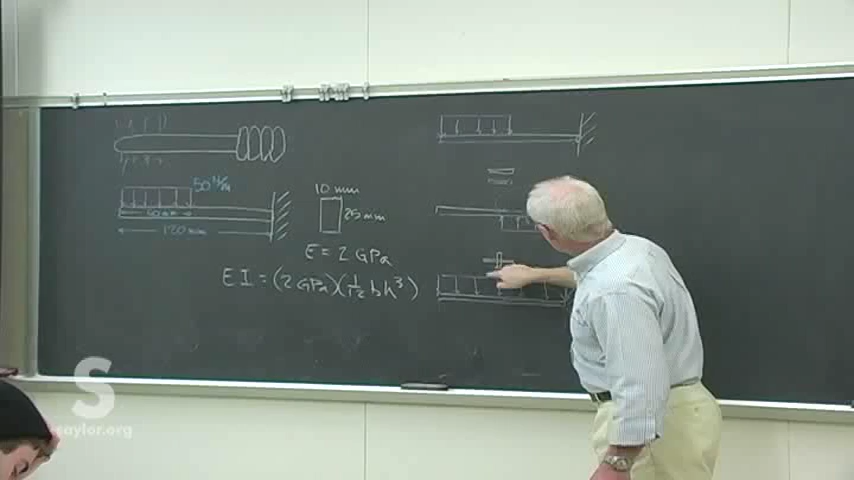 50 N/m
60 mm
120 mm
10 mm
25 mm
E = 2 GPa
EI = (2 GPa)(1/12 bh³)
S
saylor.org